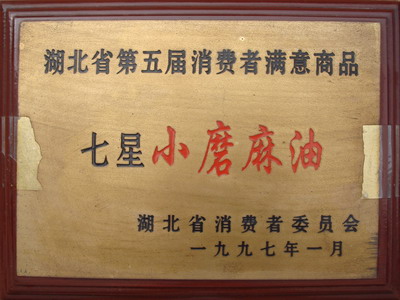 湖北省第五届消费者满意商品
七星小磨麻油
湖北省消费者委员会
一九九七年一月